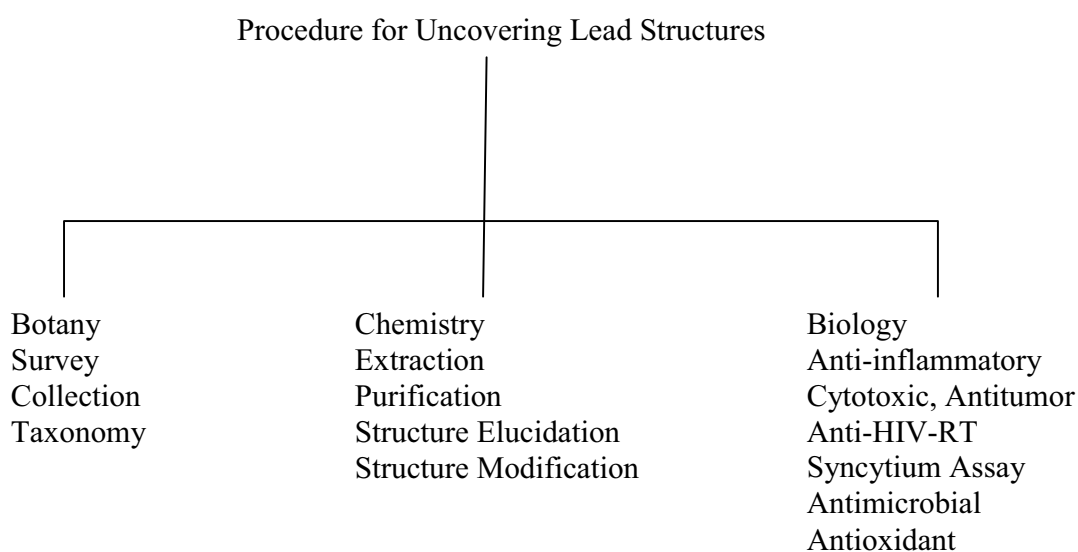 Procedure for Uncovering Lead Structures
Botany
Survey
Collection
Taxonomy
Chemistry
Extraction
Purification
Structure Elucidation
Structure Modification
Biology
Anti-inflammatory
Cytotoxic, Antitumor
Anti-HIV-RT
Syncytium Assay
Antimicrobial
Antioxidant